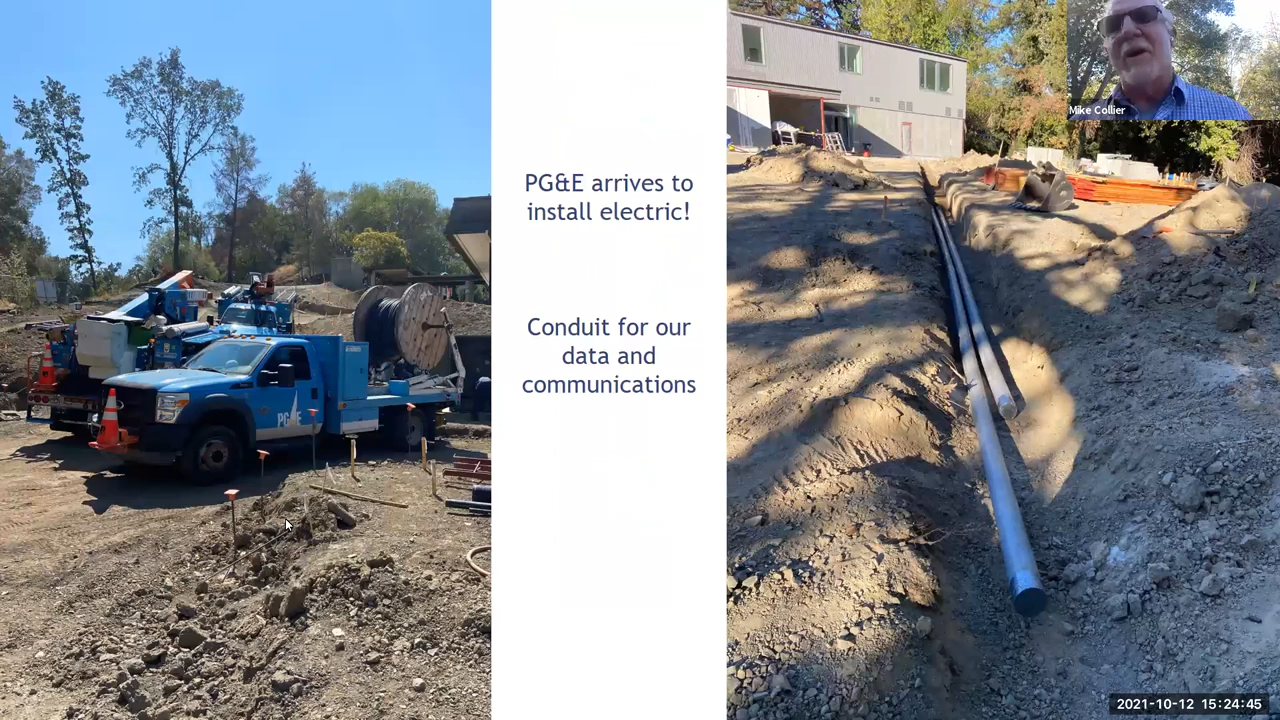 PG&E
PG&E arrives to
install electric!
Conduit for our
data and
communications
Mike Collier
2021-10-12 15:24:45